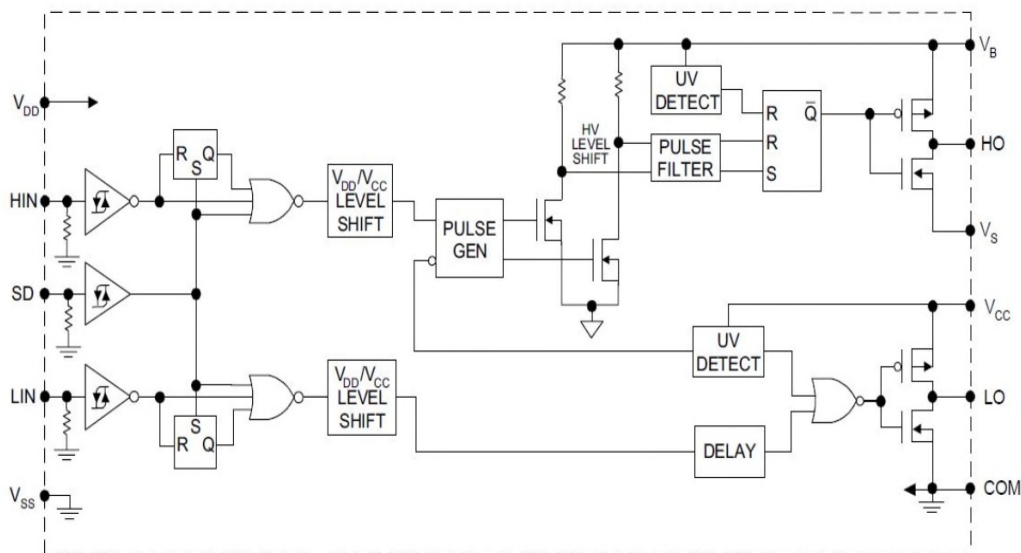 V_B
V_DD
UV
DETECT
R
Q̅
R
S
HV
LEVEL
SHIFT
PULSE
FILTER
HO
R
Q
S
HIN
V_DD/V_CC
LEVEL
SHIFT
PULSE
GEN
V_S
SD
V_CC
UV
DETECT
LIN
V_DD/V_CC
LEVEL
SHIFT
LO
S
R
Q
DELAY
V_SS
COM